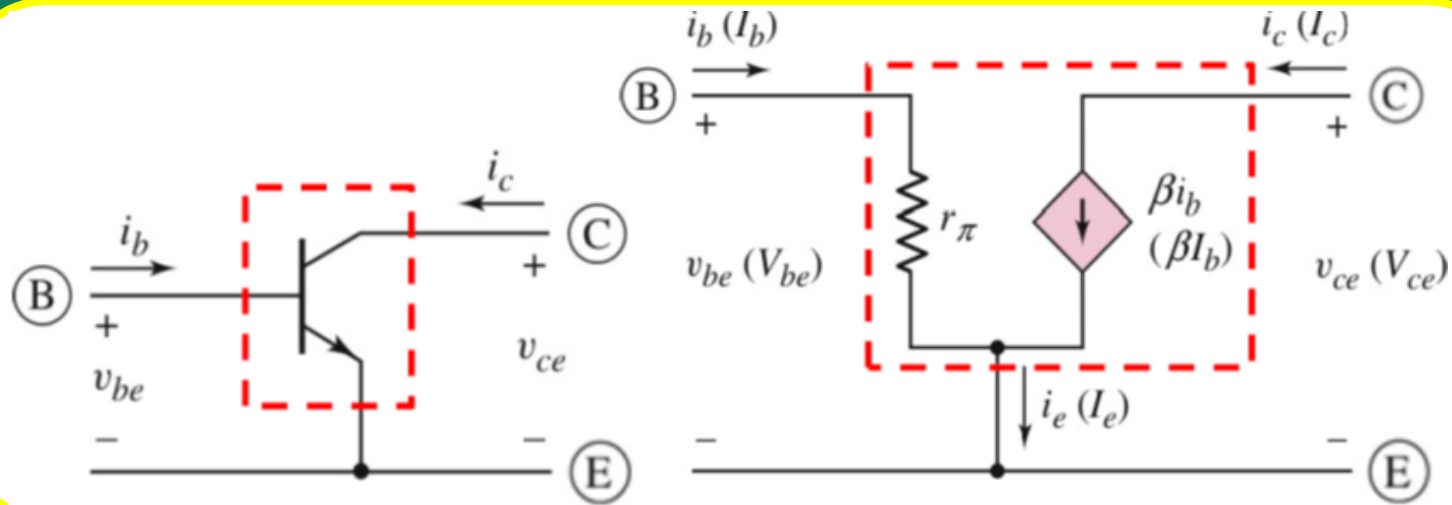 i_b
B
+
v_be
−
i_c
C
+
v_ce
−
E
i_b (I_b)
B
+
v_be (V_be)
−
r_π
βi_b
(βI_b)
i_e (I_e)
i_c (I_c)
C
+
v_ce (V_ce)
−
E